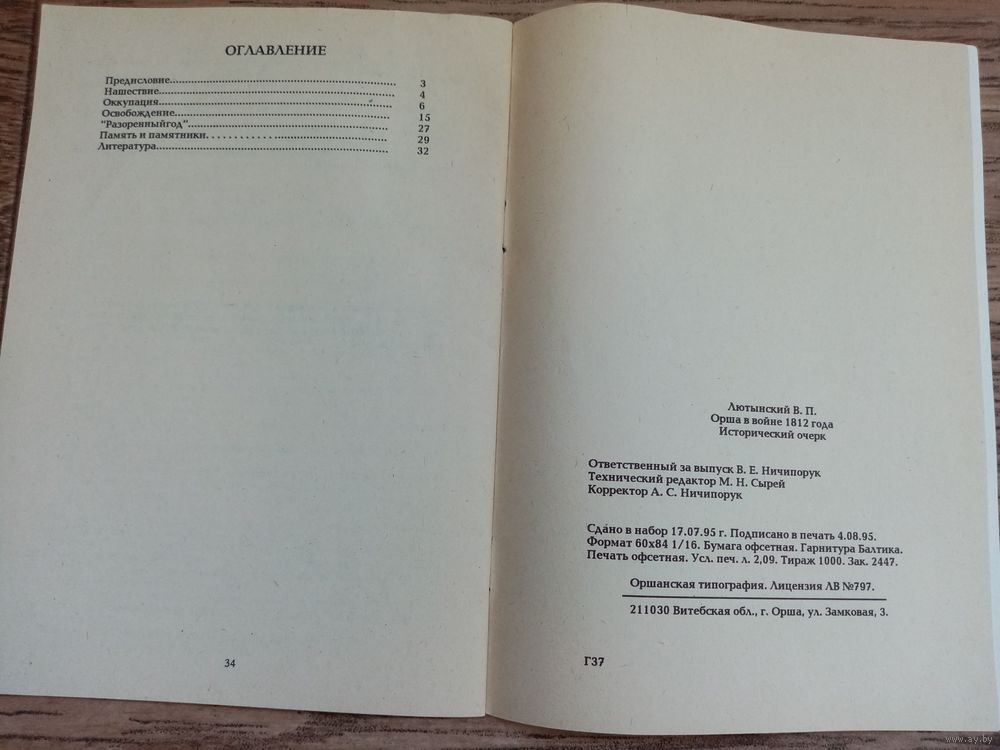 ОГЛАВЛЕНИЕ
Предисловие........................................................................ 3
Нашествие........................................................................ 4
Оккупация........................................................................ 6
Освобождение................................................................... 15
"Разоренныйгод"................................................................ 27
Память и памятники. . . . . . . . . . . ..................................... 29
Литература........................................................................ 32
34
Лютынский В. П.
Орша в войне 1812 года
Исторический очерк
Ответственный за выпуск В. Е. Ничипорук
Технический редактор М. Н. Сырей
Корректор А. С. Ничипорук
Сдано в набор 17.07.95 г. Подписано в печать 4.08.95.
Формат 60х84 1/16. Бумага офсетная. Гарнитура Балтика.
Печать офсетная. Усл. печ. л. 2,09. Тираж 1000. Зак. 2447.
Оршанская типография. Лицензия ЛВ №797.
211030 Витебская обл., г. Орша, ул. Замковая, 3.
Г37
www.ay.by